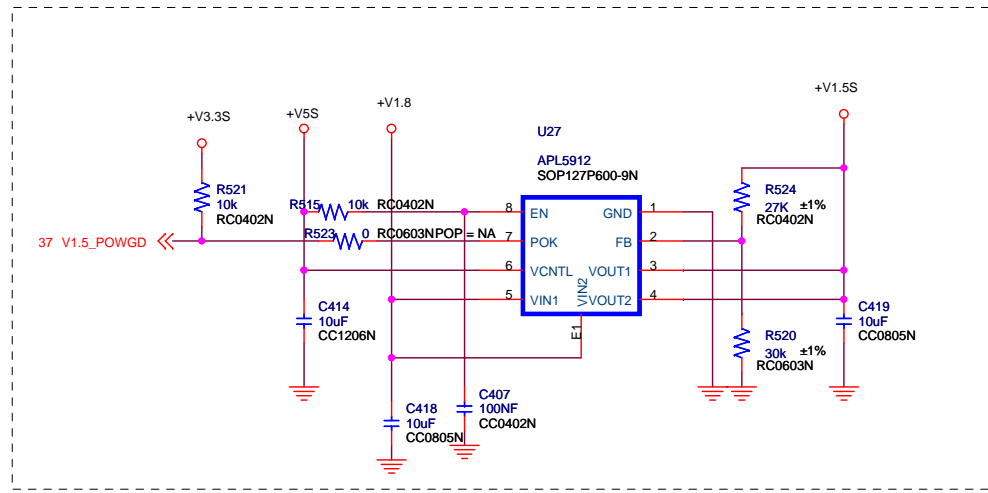 +V1.5S
+V3.3S
+V5S
+V1.8
U27
APL5912
SOP127P600-9N
R521
10k
RC0402N
R515 10k RC0402N
R523 0 RC0603N POP = NA
37 V1.5_POWGD
8 EN
7 POK
6 VCNTL
5 VIN1
VIN2
E1
GND 1
FB 2
VOUT1 3
VOUT2 4
R524
27K ±1%
RC0402N
C414
10uF
CC1206N
C419
10uF
CC0805N
R520
30k ±1%
RC0603N
C407
100NF
CC0402N
C418
10uF
CC0805N